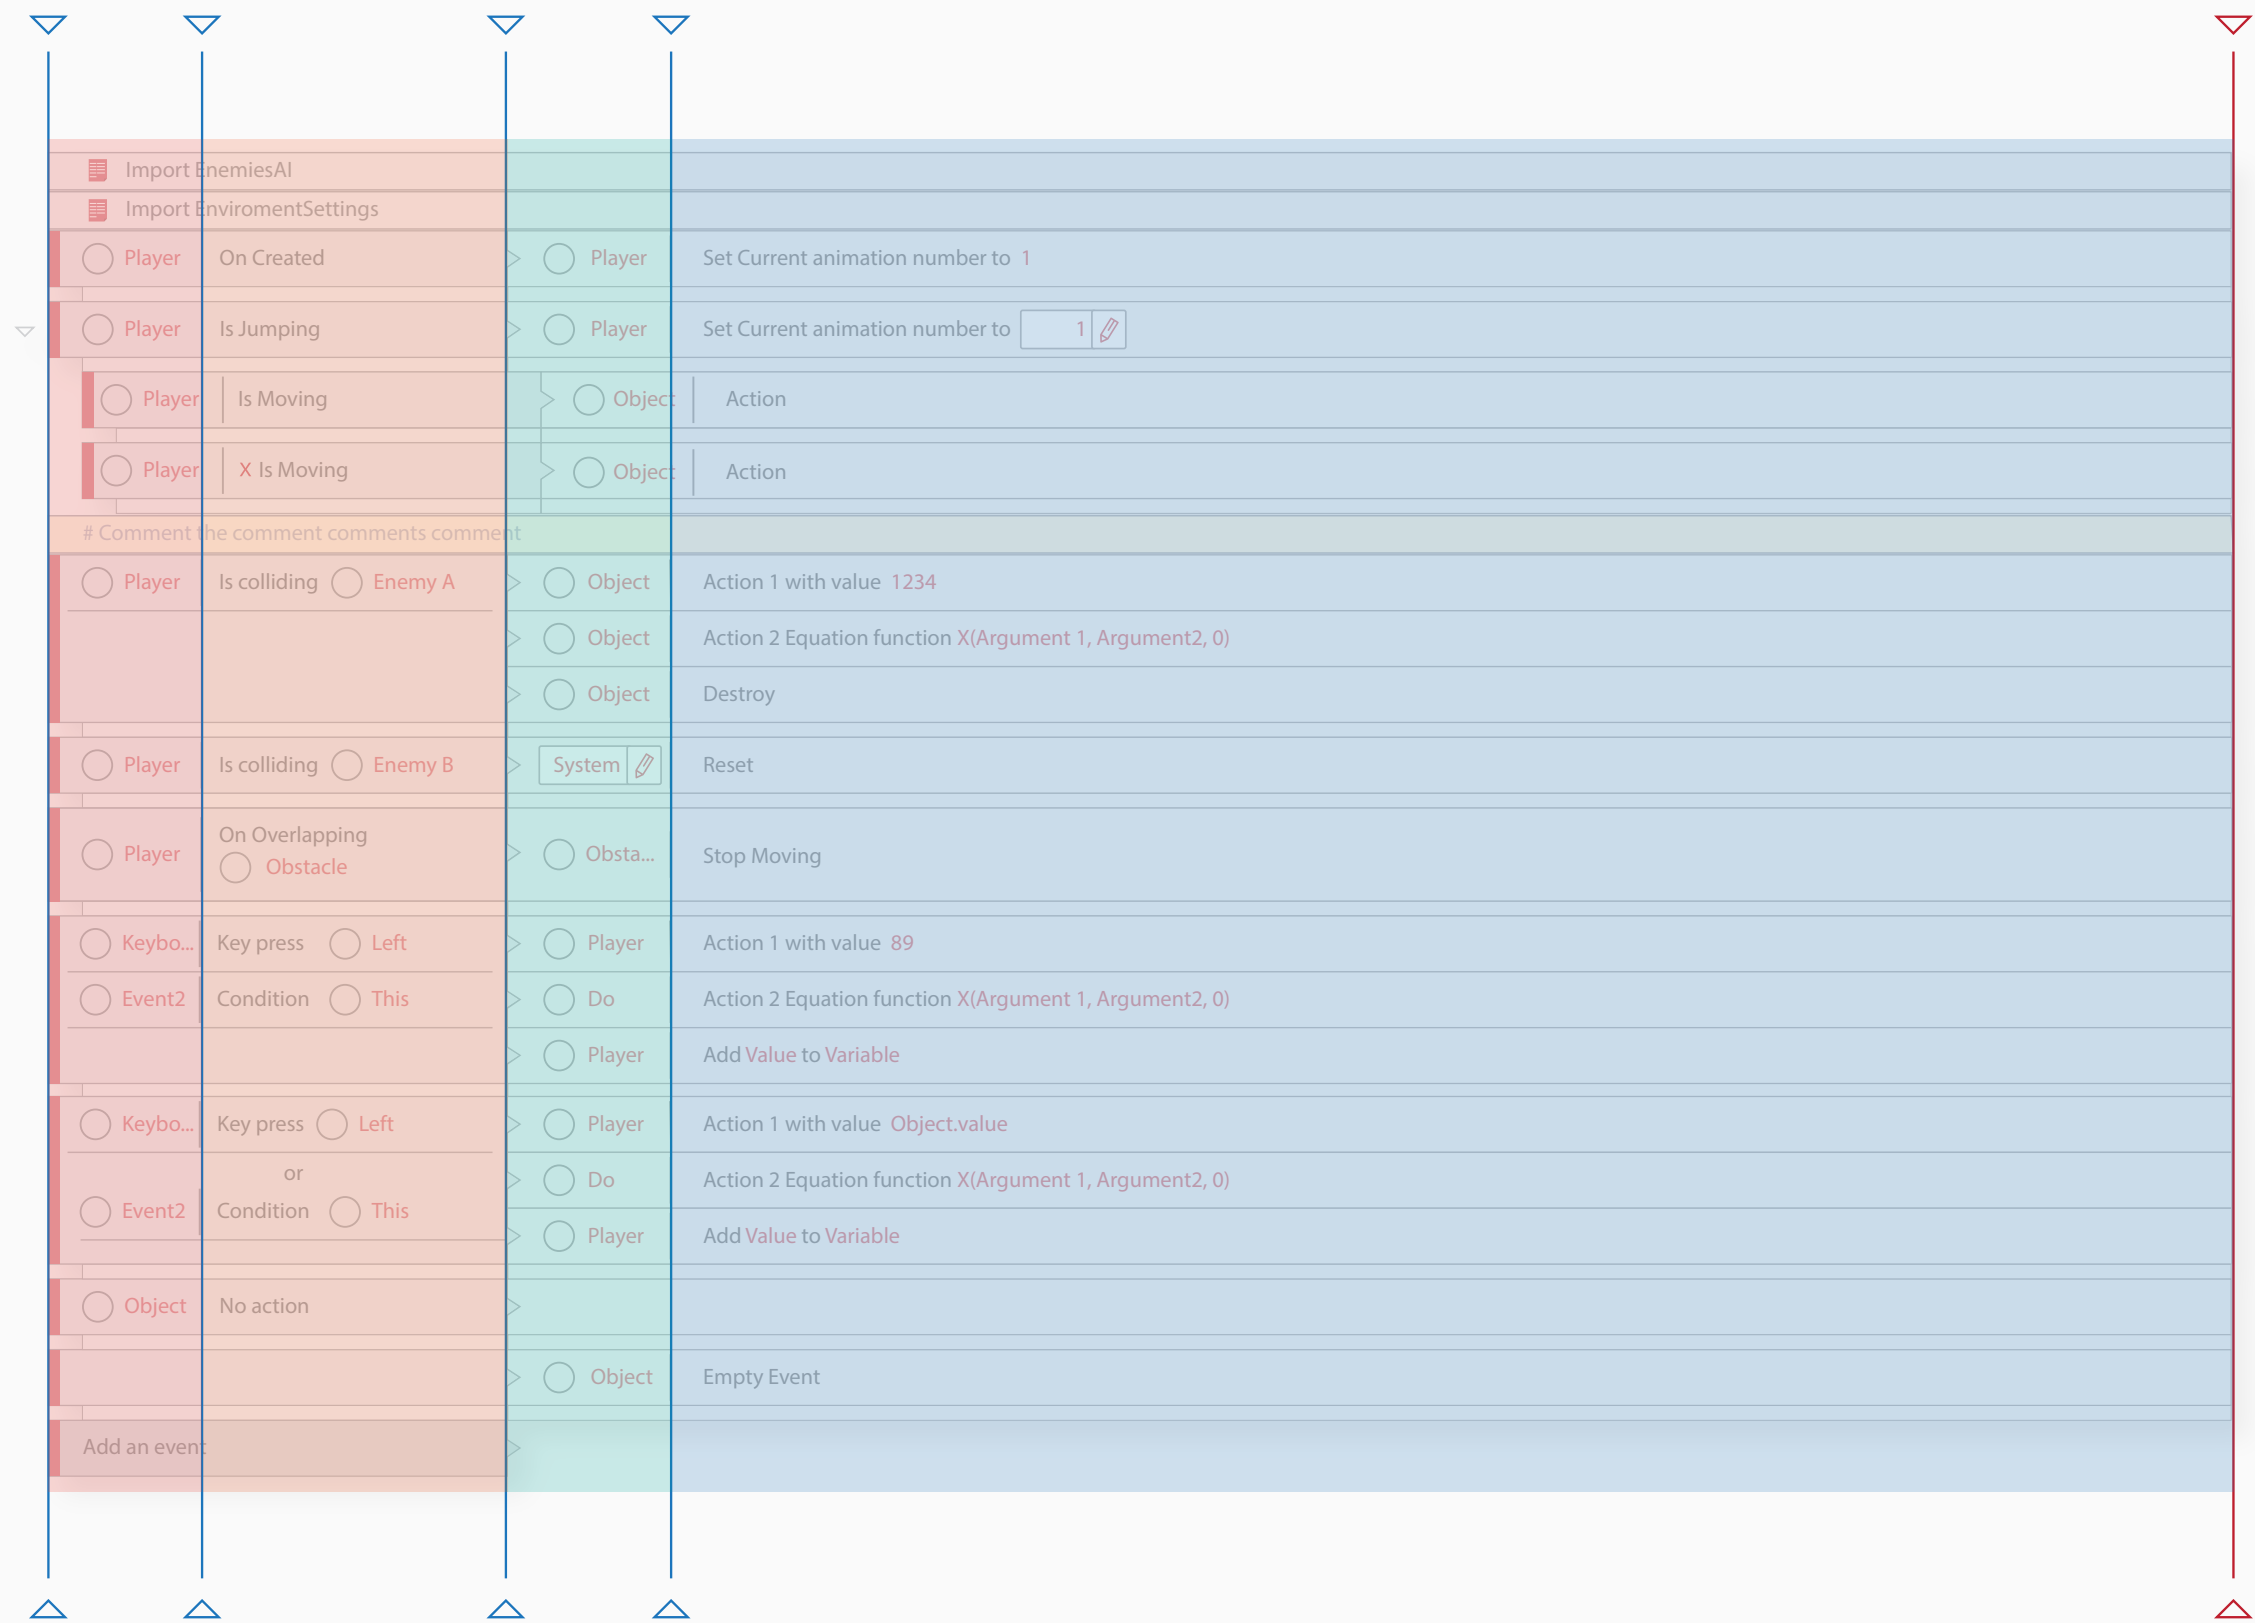 Import EnemiesAI
Import EnviromentSettings
Player On Created Player Set Current animation number to 1
Player Is Jumping Player Set Current animation number to 1
Player Is Moving Object Action
Player X Is Moving Object Action
# Comment the comment comments comment
Player Is colliding Enemy A Object Action 1 with value 1234
Object Action 2 Equation function X(Argument 1, Argument2, 0)
Object Destroy
Player Is colliding Enemy B System Reset
Player On Overlapping Obstacle Obsta... Stop Moving
Keybo... Key press Left Player Action 1 with value 89
Event2 Condition This Do Action 2 Equation function X(Argument 1, Argument2, 0)
Player Add Value to Variable
Keybo... Key press Left Player Action 1 with value Object.value
or
Do Action 2 Equation function X(Argument 1, Argument2, 0)
Event2 Condition This
Player Add Value to Variable
Object No action
Object Empty Event
Add an event